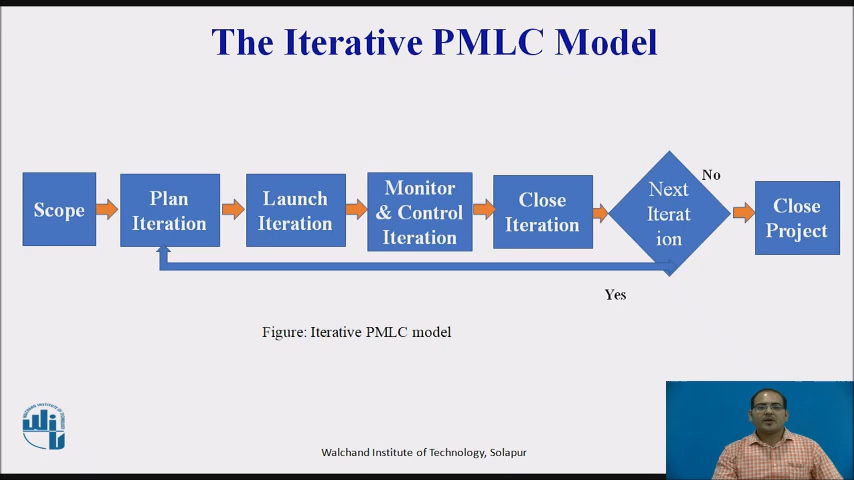 The Iterative PMLC Model
Scope
Plan
Iteration
Launch
Iteration
Monitor
& Control
Iteration
Close
Iteration
Next
Iterat
ion
No
Close
Project
Yes
Figure: Iterative PMLC model
Walchand Institute of Technology, Solapur